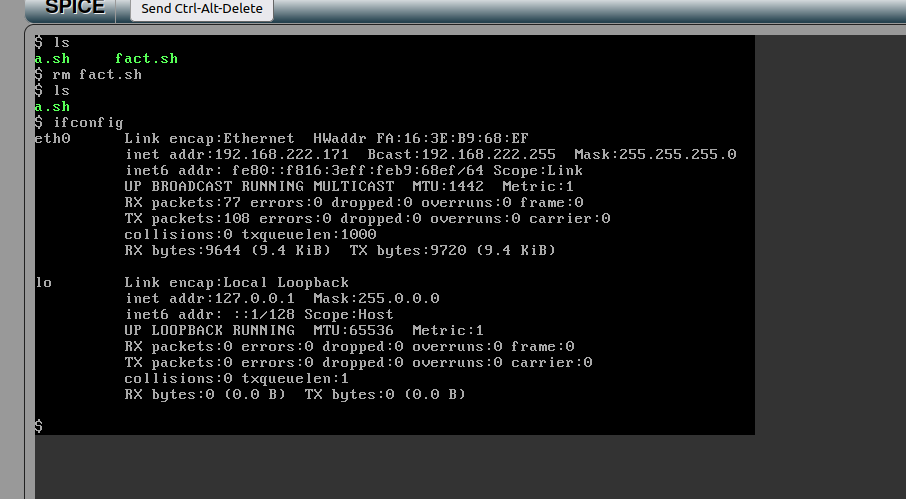 SPICE Send Ctrl-Alt-Delete
$ ls
a.sh     fact.sh
$ rm fact.sh
$ ls
a.sh
$ ifconfig
eth0      Link encap:Ethernet  HWaddr FA:16:3E:B9:68:EF
          inet addr:192.168.222.171  Bcast:192.168.222.255  Mask:255.255.255.0
          inet6 addr: fe80::f816:3eff:feb9:68ef/64 Scope:Link
          UP BROADCAST RUNNING MULTICAST  MTU:1442  Metric:1
          RX packets:77 errors:0 dropped:0 overruns:0 frame:0
          TX packets:108 errors:0 dropped:0 overruns:0 carrier:0
          collisions:0 txqueuelen:1000
          RX bytes:9644 (9.4 KiB)  TX bytes:9720 (9.4 KiB)
lo        Link encap:Local Loopback
          inet addr:127.0.0.1  Mask:255.0.0.0
          inet6 addr: ::1/128 Scope:Host
          UP LOOPBACK RUNNING  MTU:65536  Metric:1
          RX packets:0 errors:0 dropped:0 overruns:0 frame:0
          TX packets:0 errors:0 dropped:0 overruns:0 carrier:0
          collisions:0 txqueuelen:1
          RX bytes:0 (0.0 B)  TX bytes:0 (0.0 B)
$